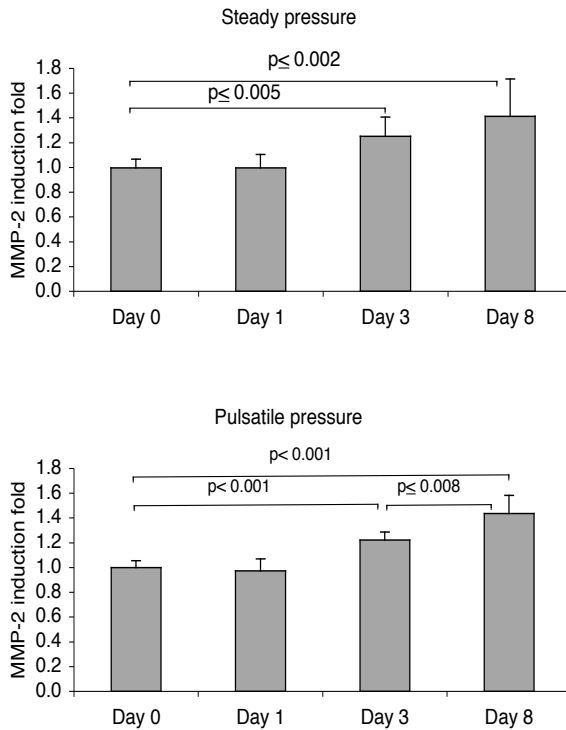 Steady pressure
MMP-2 induction fold
1.8
1.6
1.4
1.2
1.0
0.8
0.6
0.4
0.2
0.0
p≤ 0.002
p≤ 0.005
Day 0 Day 1 Day 3 Day 8
Pulsatile pressure
MMP-2 induction fold
1.8
1.6
1.4
1.2
1.0
0.8
0.6
0.4
0.2
0.0
p< 0.001
p< 0.001 p≤ 0.008
Day 0 Day 1 Day 3 Day 8